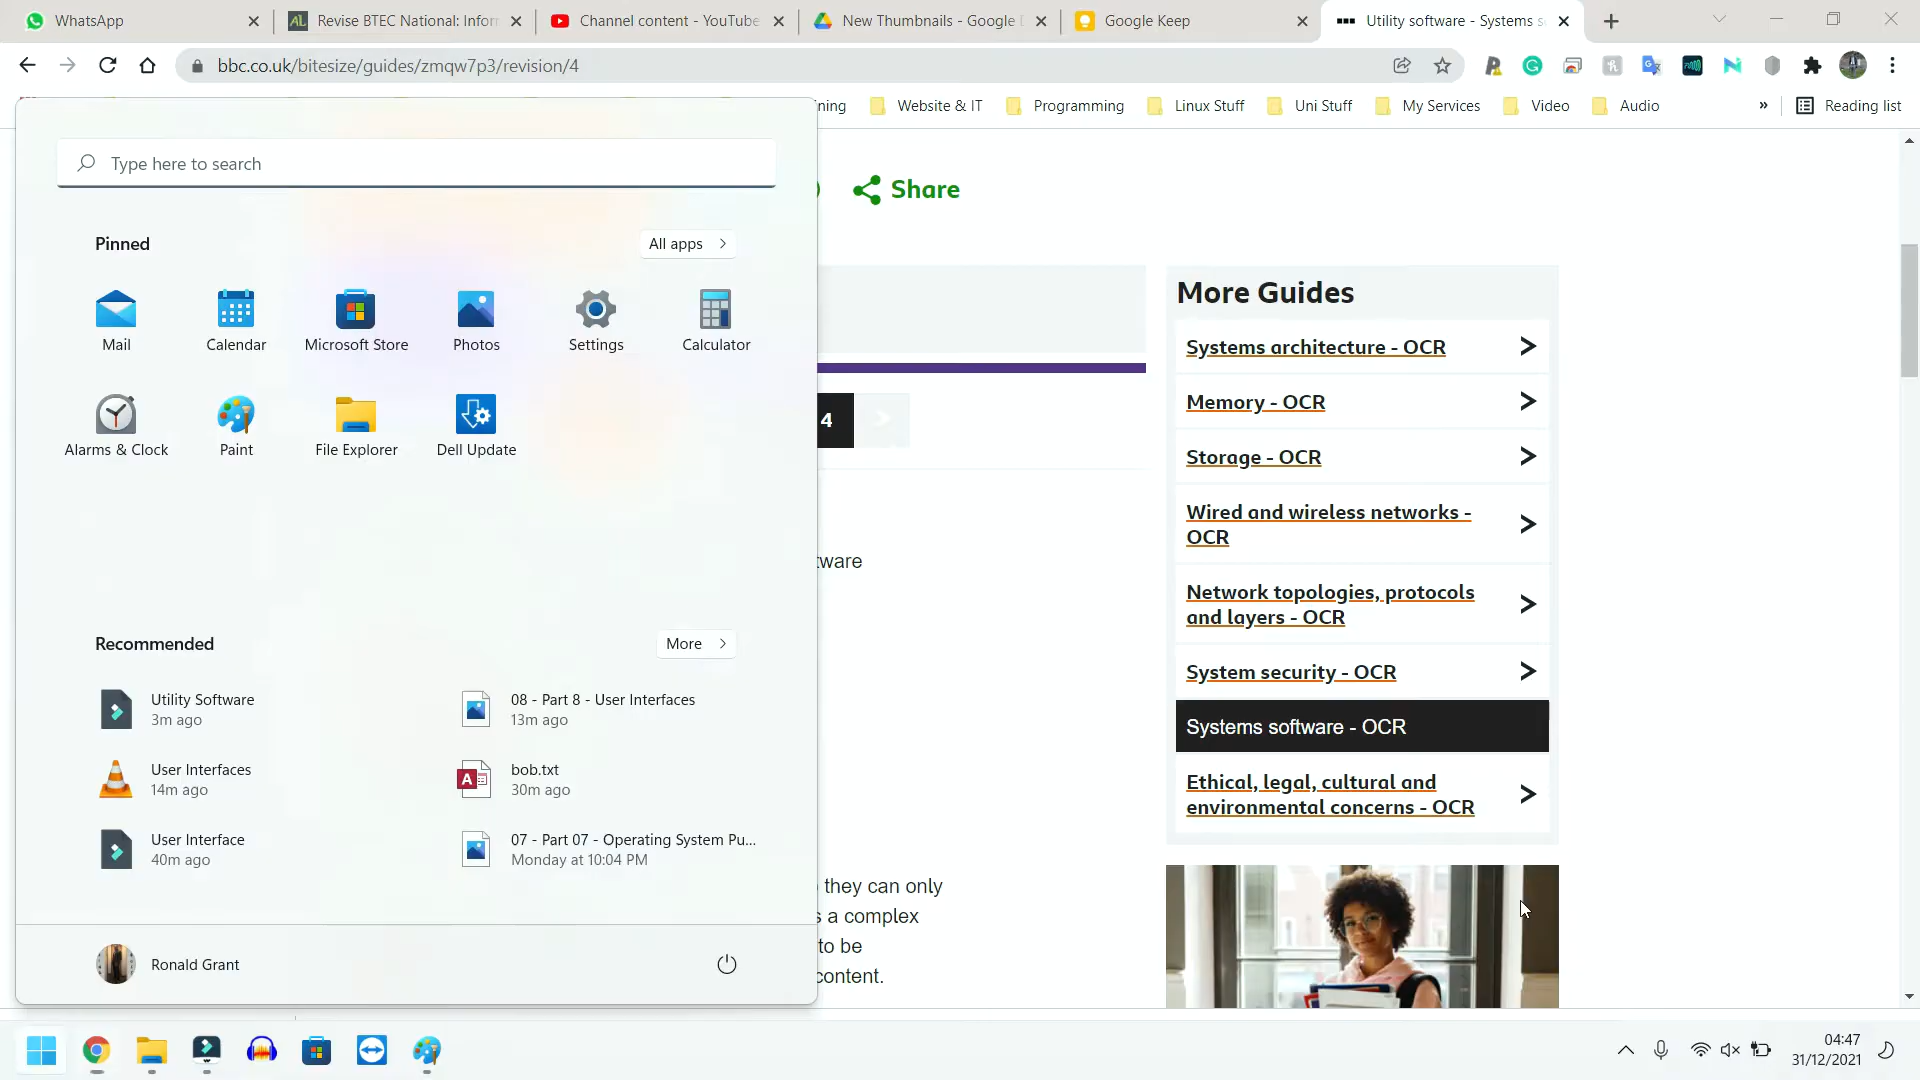 WhatsApp
Revise BTEC National: Infor
Channel content - YouTube
New Thumbnails - Google D
Google Keep
Utility software - Systems s
bbc.co.uk/bitesize/guides/zmqw7p3/revision/4
ning
Website & IT
Programming
Linux Stuff
Uni Stuff
My Services
Video
Audio
»
Reading list
Type here to search
Share
Pinned
All apps
Mail
Calendar
Microsoft Store
Photos
Settings
Calculator
Alarms & Clock
Paint
File Explorer
Dell Update
Recommended
More
Utility Software
3m ago
08 - Part 8 - User Interfaces
13m ago
User Interfaces
14m ago
bob.txt
30m ago
User Interface
40m ago
07 - Part 07 - Operating System Pu...
Monday at 10:04 PM
Ronald Grant
4
tware
they can only
s a complex
to be
content.
More Guides
Systems architecture - OCR
Memory - OCR
Storage - OCR
Wired and wireless networks -
OCR
Network topologies, protocols
and layers - OCR
System security - OCR
Systems software - OCR
Ethical, legal, cultural and
environmental concerns - OCR
04:47
31/12/2021